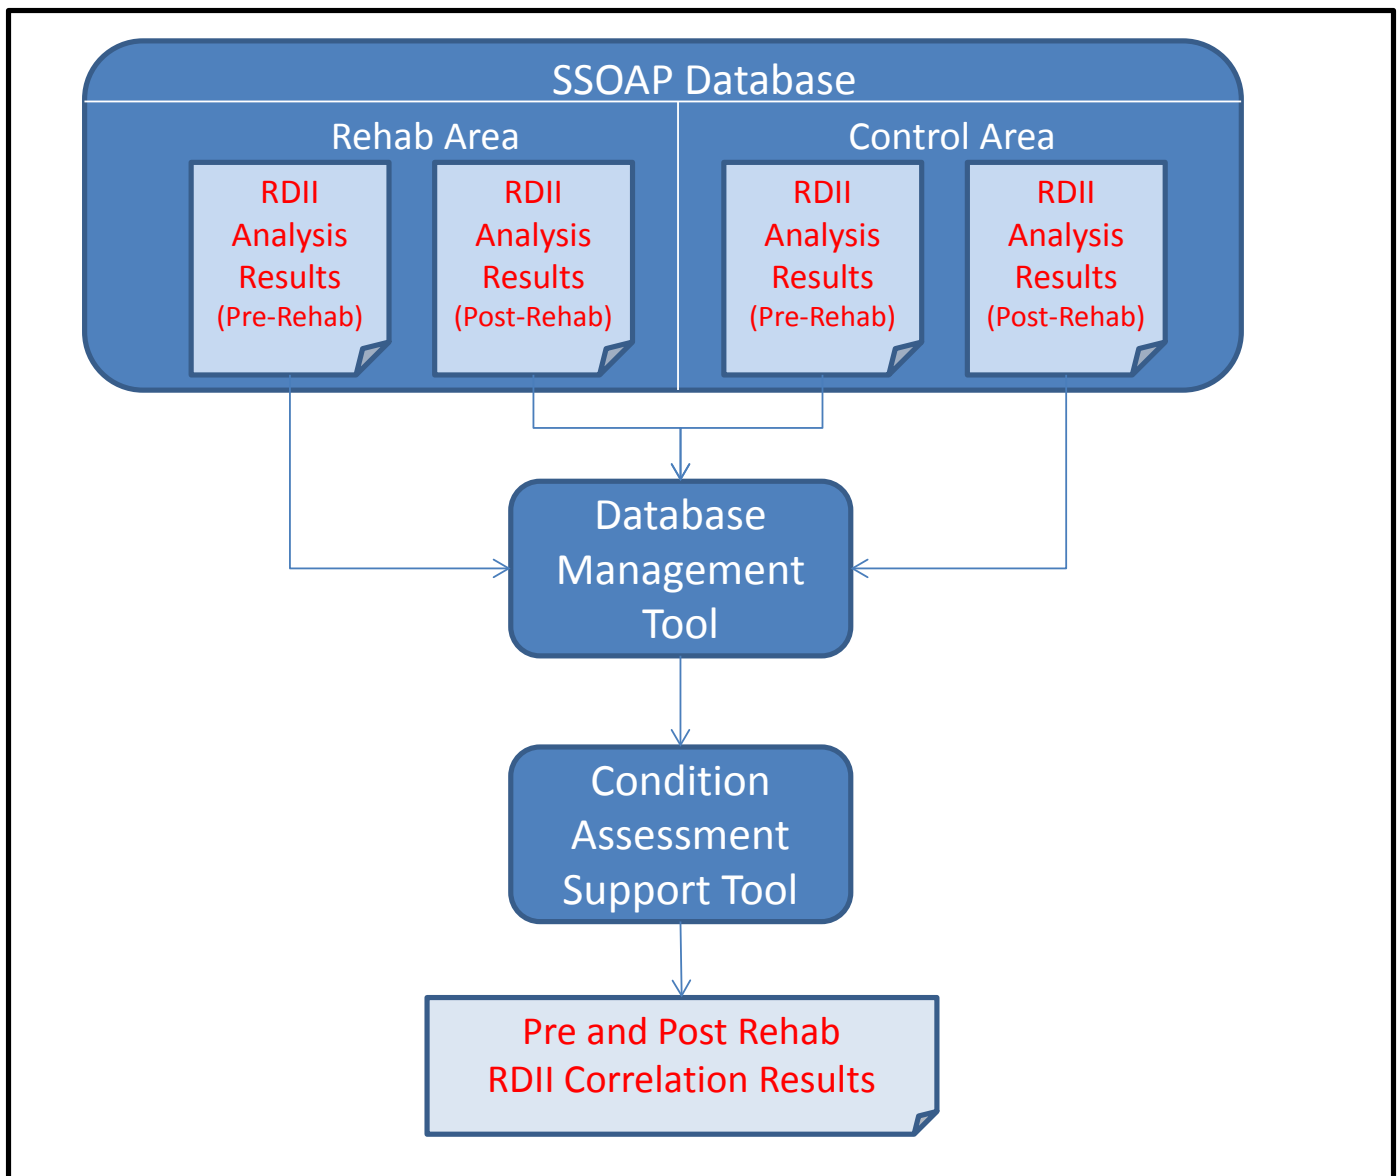 SSOAP Database
Rehab Area
RDII
Analysis
Results
(Pre-Rehab)
RDII
Analysis
Results
(Post-Rehab)
Control Area
RDII
Analysis
Results
(Pre-Rehab)
RDII
Analysis
Results
(Post-Rehab)
Database
Management
Tool
Condition
Assessment
Support Tool
Pre and Post Rehab
RDII Correlation Results